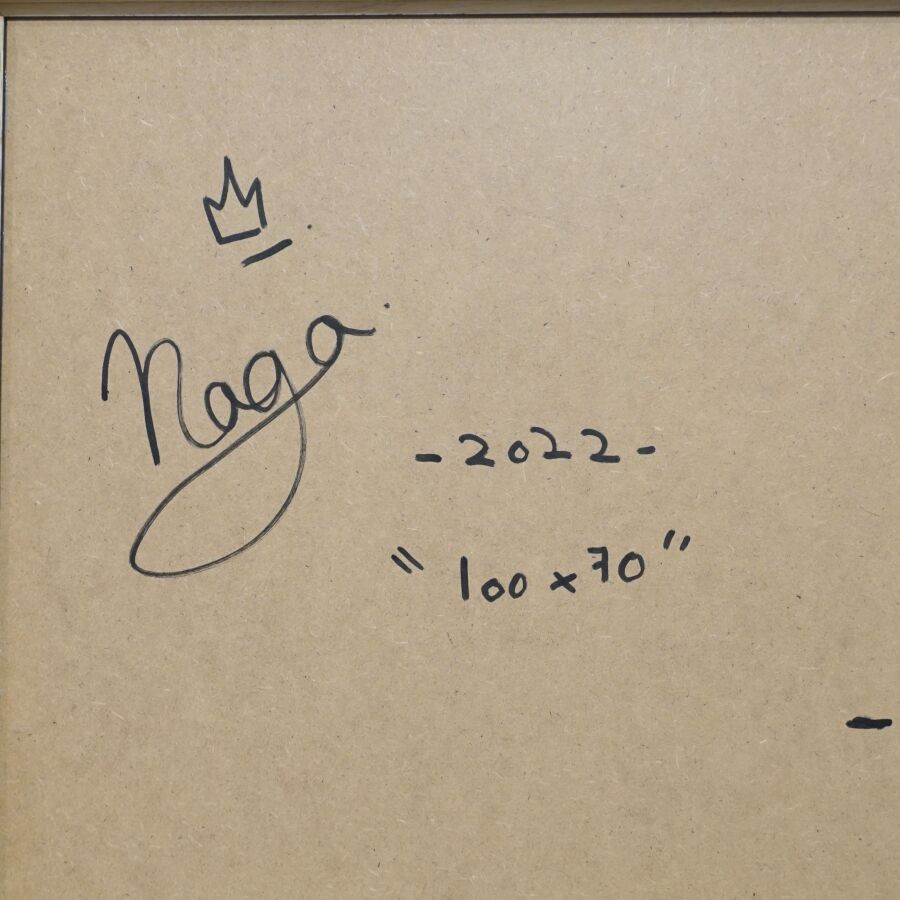 Naga.
-2022-
"100x70"
-